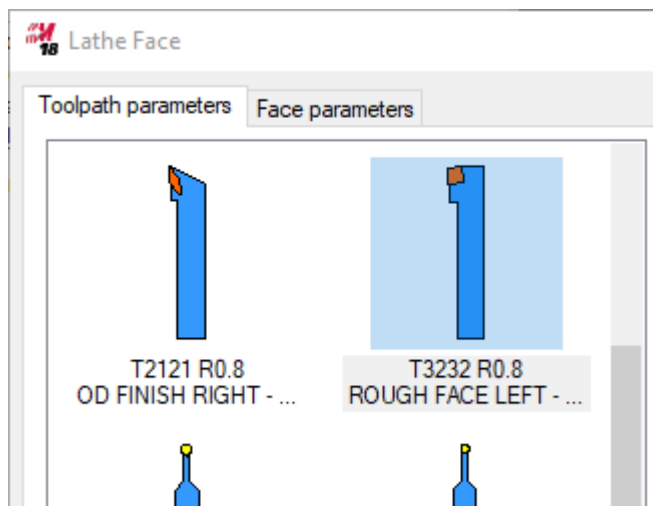 18 Lathe Face
Toolpath parameters Face parameters
T2121 R0.8 T3232 R0.8
OD FINISH RIGHT - ... ROUGH FACE LEFT - ...